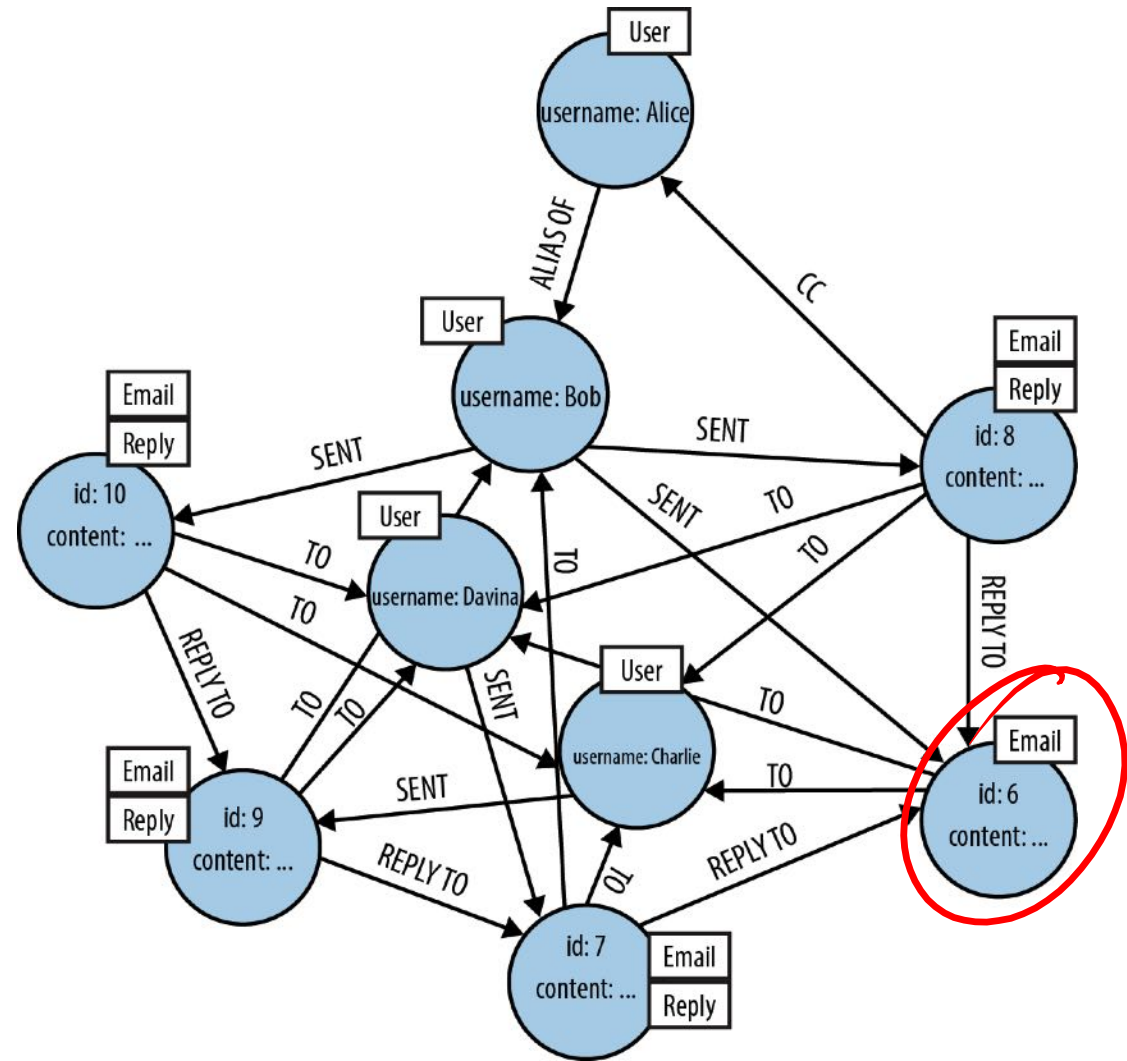 User
username: Alice
ALIAS OF
CC
User
username: Bob
Email
Reply
id: 8
content: ...
Email
Reply
id: 10
content: ...
SENT
SENT
SENT
User
username: Davina
TO
TO
TO
TO
TO
REPLY TO
REPLY TO
User
username: Charlie
SENT
TO
TO
TO
TO
Email
id: 6
content: ...
Email
Reply
id: 9
content: ...
SENT
REPLY TO
REPLY TO
TO
id: 7
content: ...
Email
Reply